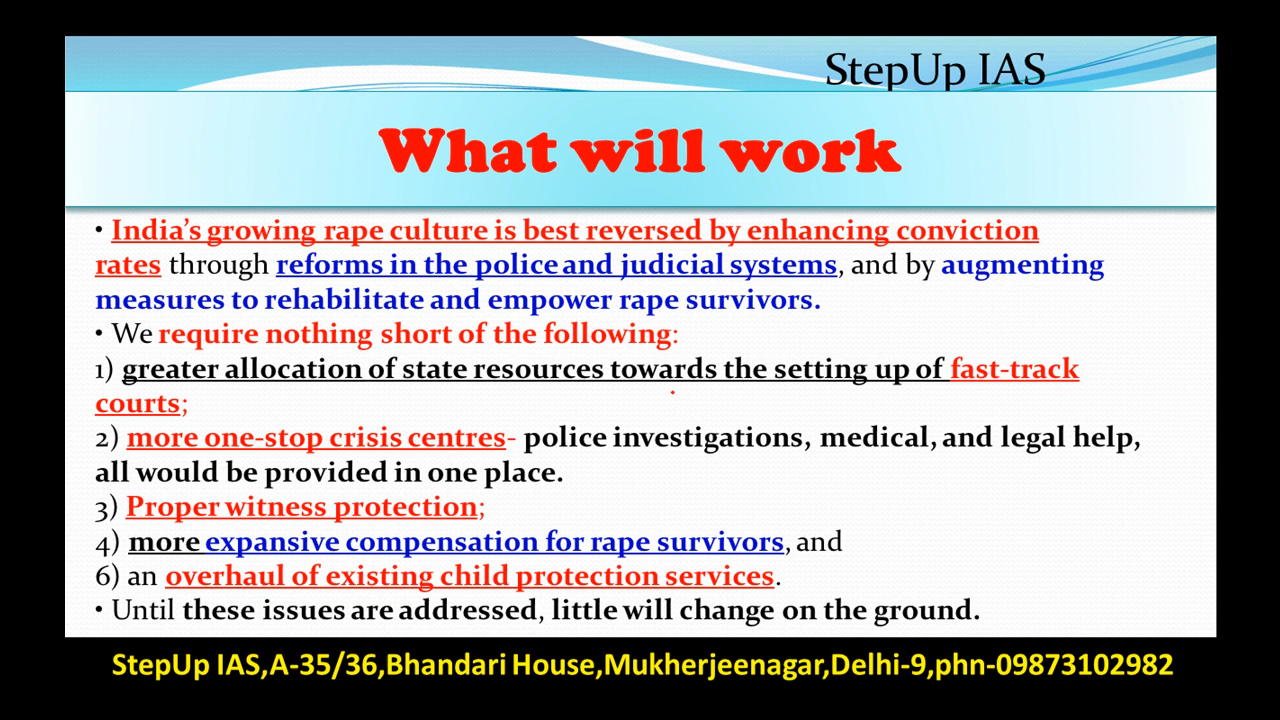 StepUp IAS
What will work
• India's growing rape culture is best reversed by enhancing conviction
rates through reforms in the police and judicial systems, and by augmenting
measures to rehabilitate and empower rape survivors.
• We require nothing short of the following:
1) greater allocation of state resources towards the setting up of fast-track
courts;
2) more one-stop crisis centres- police investigations, medical, and legal help,
all would be provided in one place.
3) Proper witness protection;
4) more expansive compensation for rape survivors, and
6) an overhaul of existing child protection services.
• Until these issues are addressed, little will change on the ground.
StepUp IAS,A-35/36,Bhandari House,Mukherjeenagar,Delhi-9,phn-09873102982